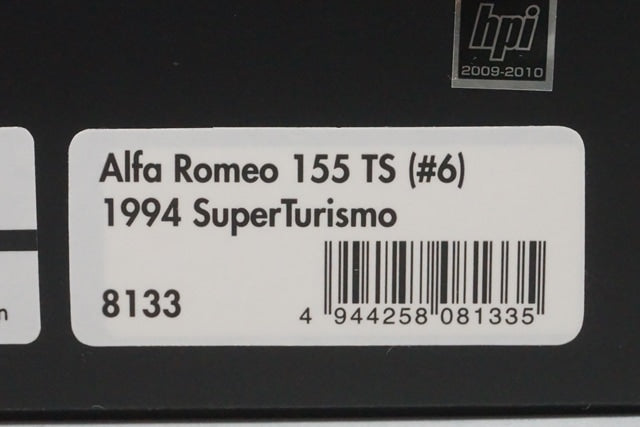 hpi
2009-2010
Alfa Romeo 155 TS (#6)
1994 SuperTurismo
8133
4 944258 081335
n